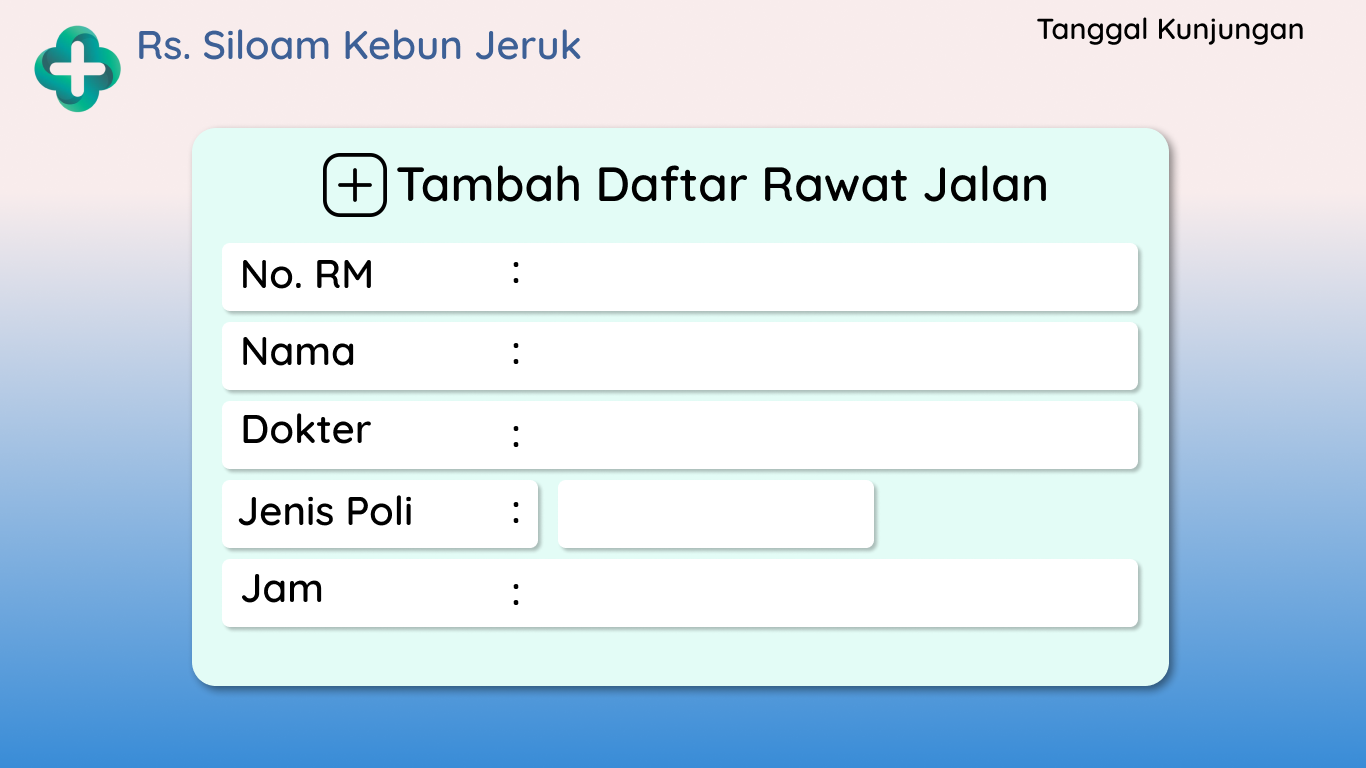 Rs. Siloam Kebun Jeruk
Tanggal Kunjungan
Tambah Daftar Rawat Jalan
No. RM :
Nama :
Dokter :
Jenis Poli :
Jam :